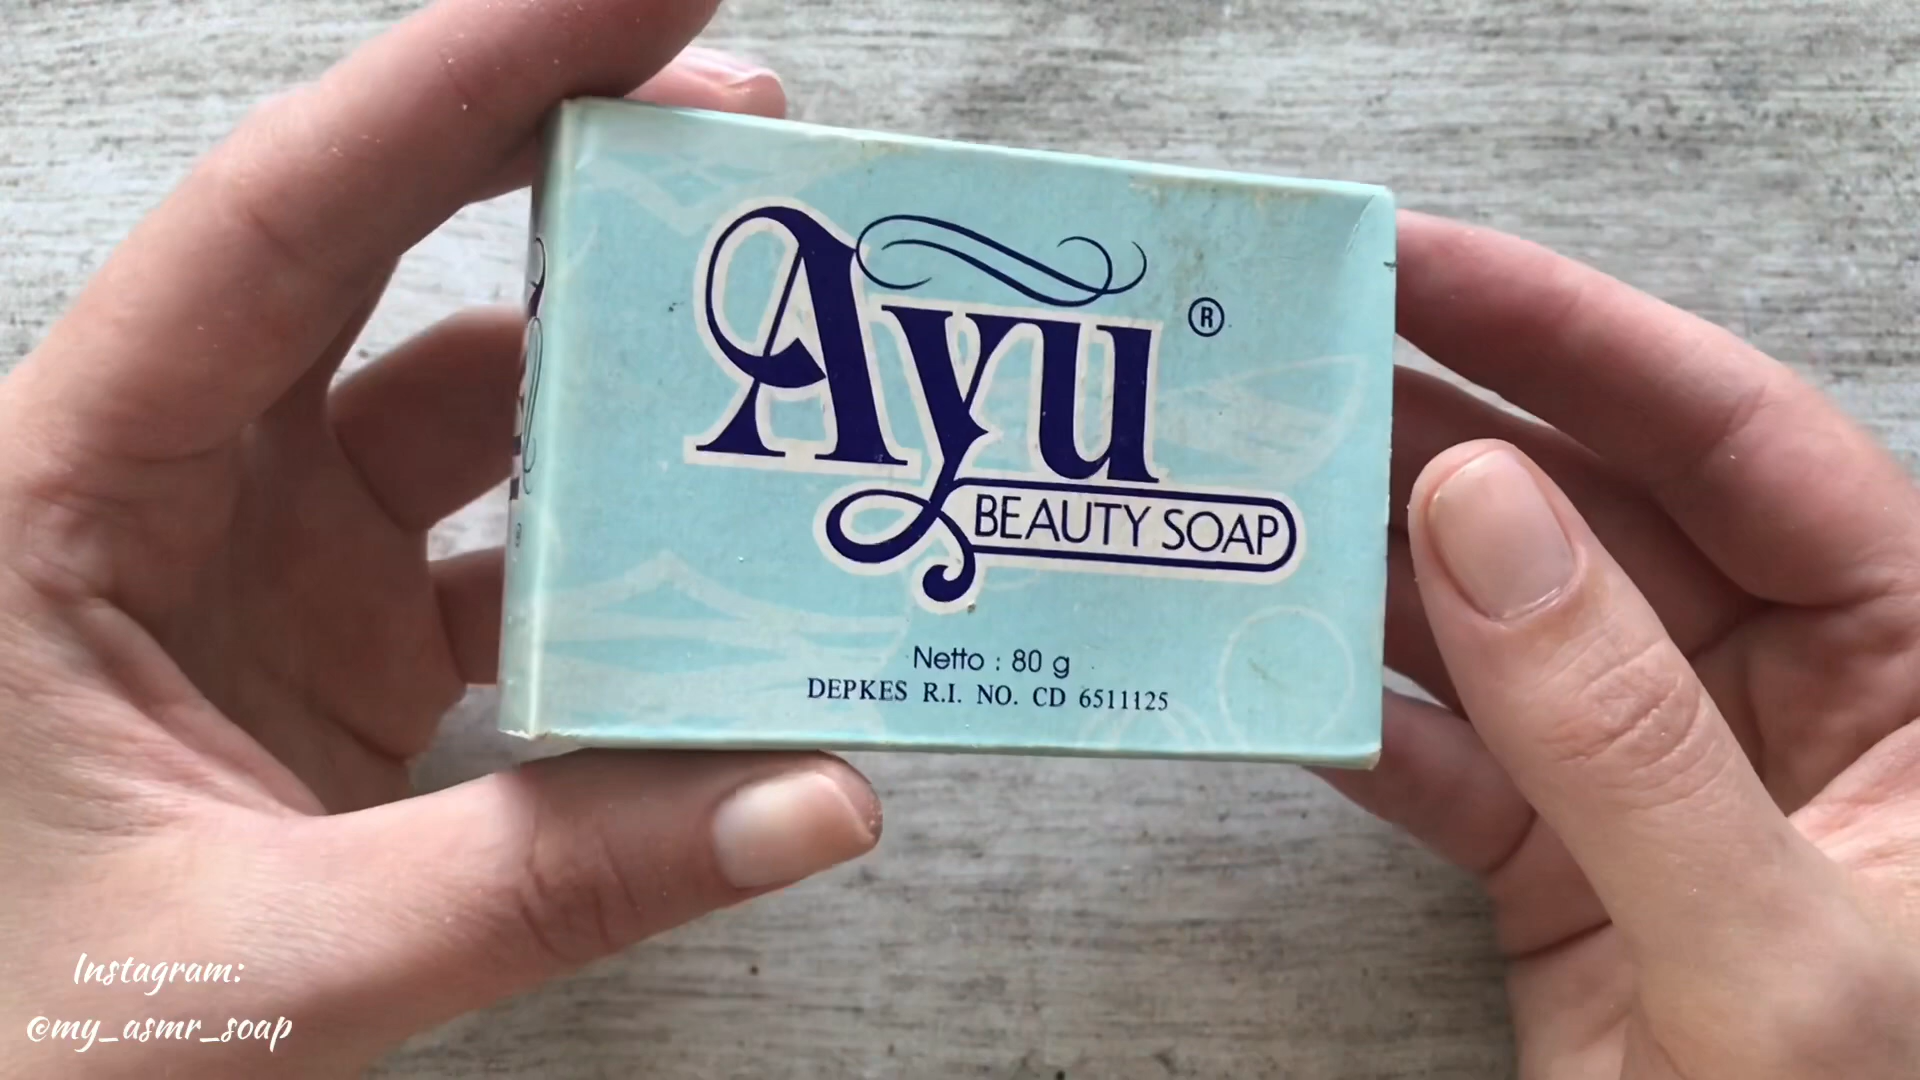 Ayu
®
BEAUTY SOAP
Netto : 80 g
DEPKES R.I. NO. CD 6511125
Instagram:
@my_asmr_soap